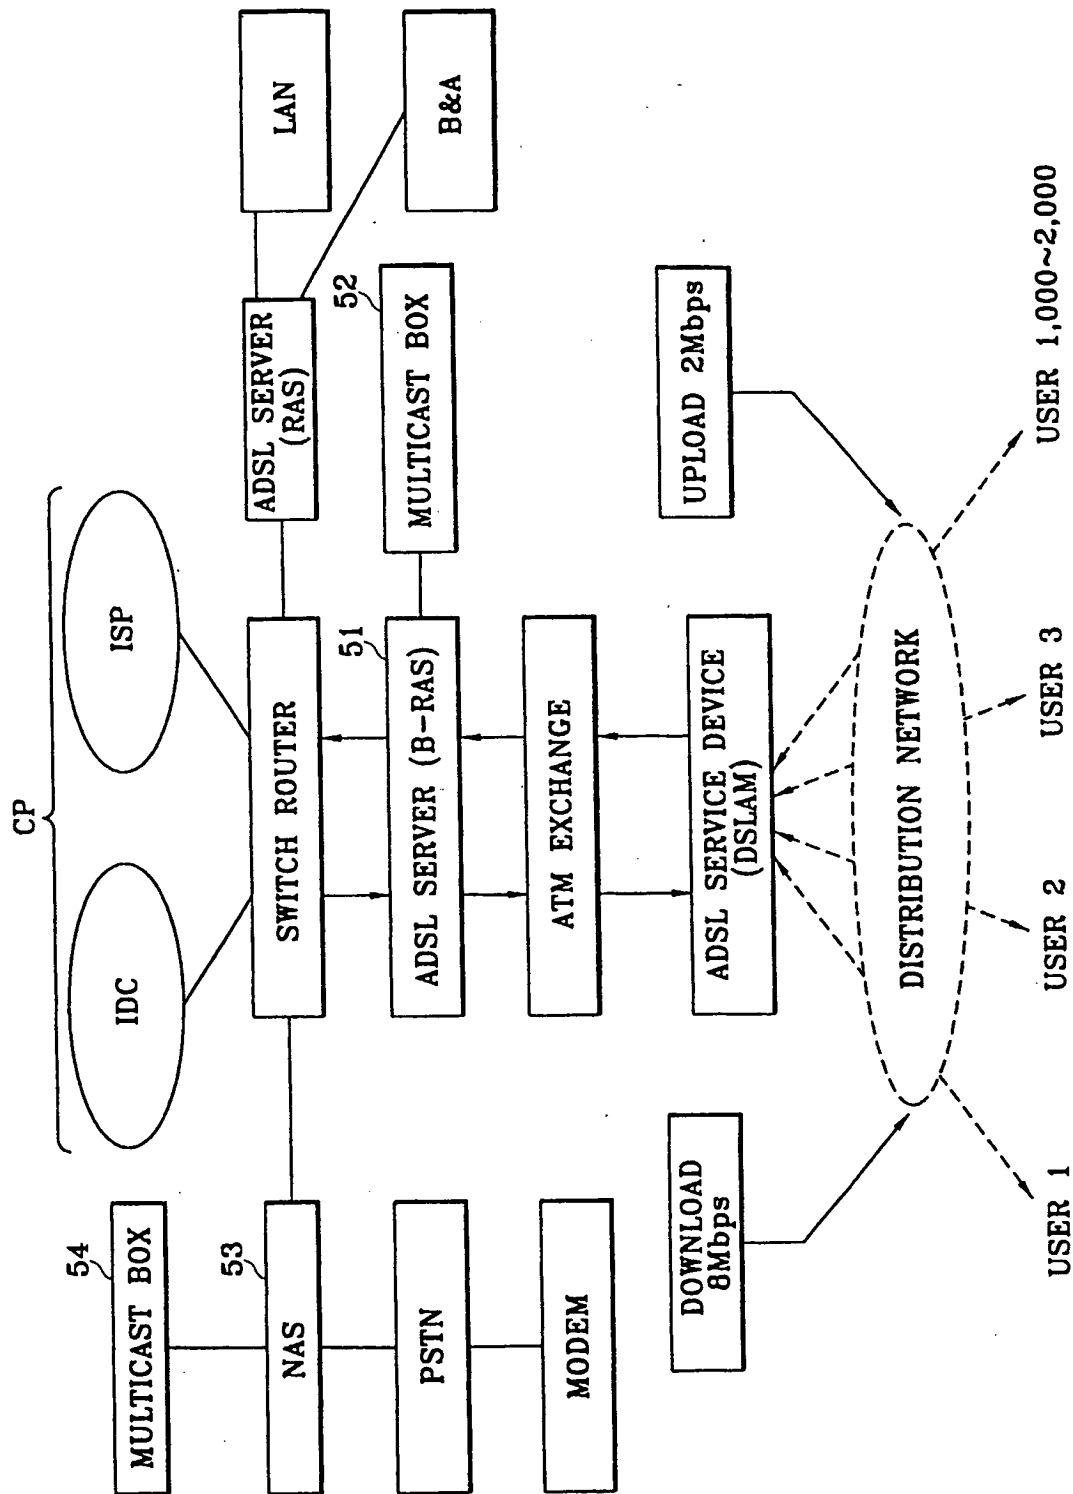 CP
IDC
ISP
54
MULTICAST BOX
53
NAS
SWITCH ROUTER
ADSL SERVER
(RAS)
LAN
B&A
PSTN
51
ADSL SERVER (B-RAS)
52
MULTICAST BOX
MODEM
ATM EXCHANGE
DOWNLOAD
8Mbps
ADSL SERVICE DEVICE
(DSLAM)
UPLOAD 2Mbps
DISTRIBUTION NETWORK
USER 1
USER 2
USER 3
USER 1,000~2,000